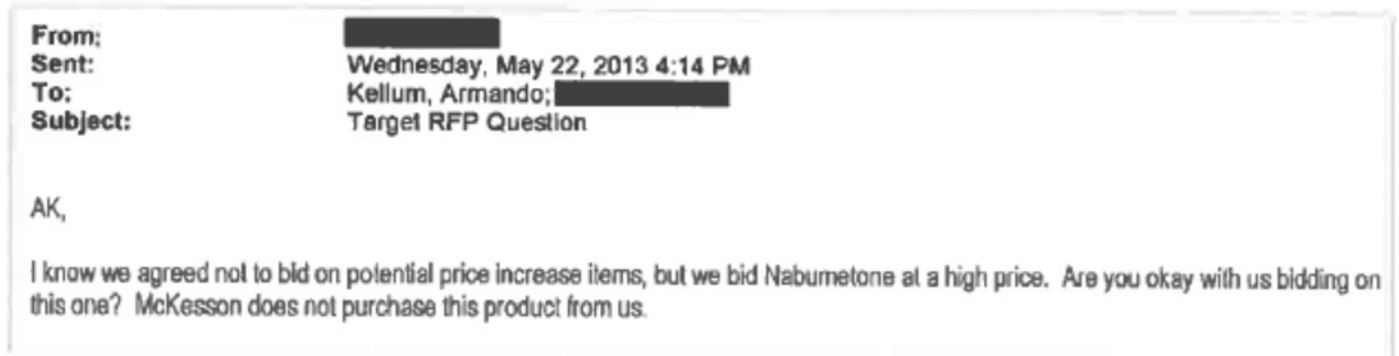 From:
Sent: Wednesday, May 22, 2013 4:14 PM
To: Kellum, Armando;
Subject: Target RFP Question
AK,
I know we agreed not to bid on potential price increase items, but we bid Nabumetone at a high price. Are you okay with us bidding on
this one? McKesson does not purchase this product from us.